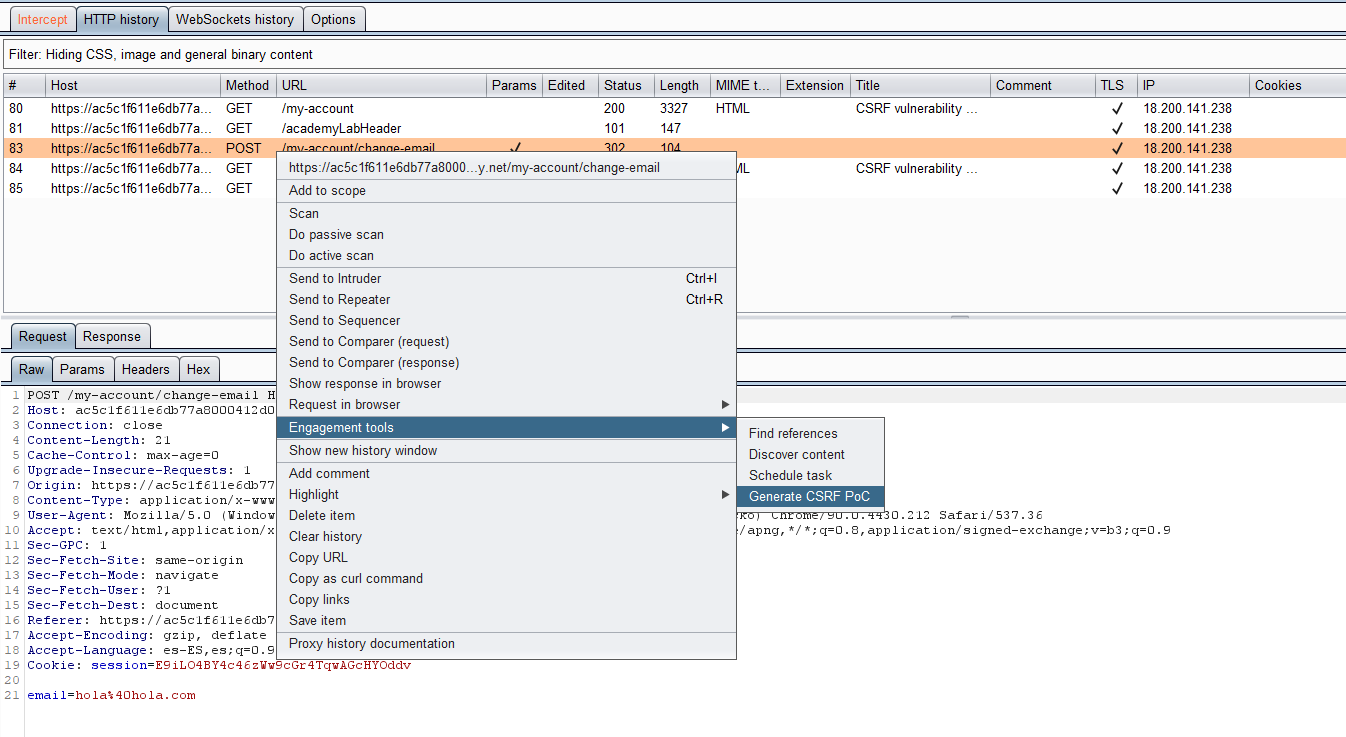 Intercept HTTP history WebSockets history Options
Filter: Hiding CSS, image and general binary content
# Host Method URL Params Edited Status Length MIME t... Extension Title Comment TLS IP Cookies
80 https://ac5c1f611e6db77a... GET /my-account 200 3327 HTML CSRF vulnerability ... ✓ 18.200.141.238
81 https://ac5c1f611e6db77a... GET /academyLabHeader 101 147 ✓ 18.200.141.238
83 https://ac5c1f611e6db77a... POST /my-account/change-email ✓ 302 104 ✓ 18.200.141.238
84 https://ac5c1f611e6db77a... GET ML CSRF vulnerability ... ✓ 18.200.141.238
85 https://ac5c1f611e6db77a... GET ✓ 18.200.141.238
https://ac5c1f611e6db77a8000...y.net/my-account/change-email
Add to scope
Scan
Do passive scan
Do active scan
Send to Intruder Ctrl+I
Send to Repeater Ctrl+R
Send to Sequencer
Send to Comparer (request)
Send to Comparer (response)
Show response in browser
Request in browser
Engagement tools
Show new history window
Add comment
Highlight
Delete item
Clear history
Copy URL
Copy as curl command
Copy links
Save item
Proxy history documentation
Find references
Discover content
Schedule task
Generate CSRF PoC
Request Response
Raw Params Headers Hex
1 POST /my-account/change-email H
2 Host: ac5c1f611e6db77a8000412d0
3 Connection: close
4 Content-Length: 21
5 Cache-Control: max-age=0
6 Upgrade-Insecure-Requests: 1
7 Origin: https://ac5c1f611e6db77
8 Content-Type: application/x-www
9 User-Agent: Mozilla/5.0 (Window cko) Chrome/90.0.4430.212 Safari/537.36
10 Accept: text/html,application/x e/apng,*/*;q=0.8,application/signed-exchange;v=b3;q=0.9
11 Sec-GPC: 1
12 Sec-Fetch-Site: same-origin
13 Sec-Fetch-Mode: navigate
14 Sec-Fetch-User: ?1
15 Sec-Fetch-Dest: document
16 Referer: https://ac5c1f611e6db7
17 Accept-Encoding: gzip, deflate
18 Accept-Language: es-ES,es;q=0.9
19 Cookie: session=E9iLO4BY4c46zWw9cGr4TqwAGcHYOddv
20
21 email=hola%40hola.com